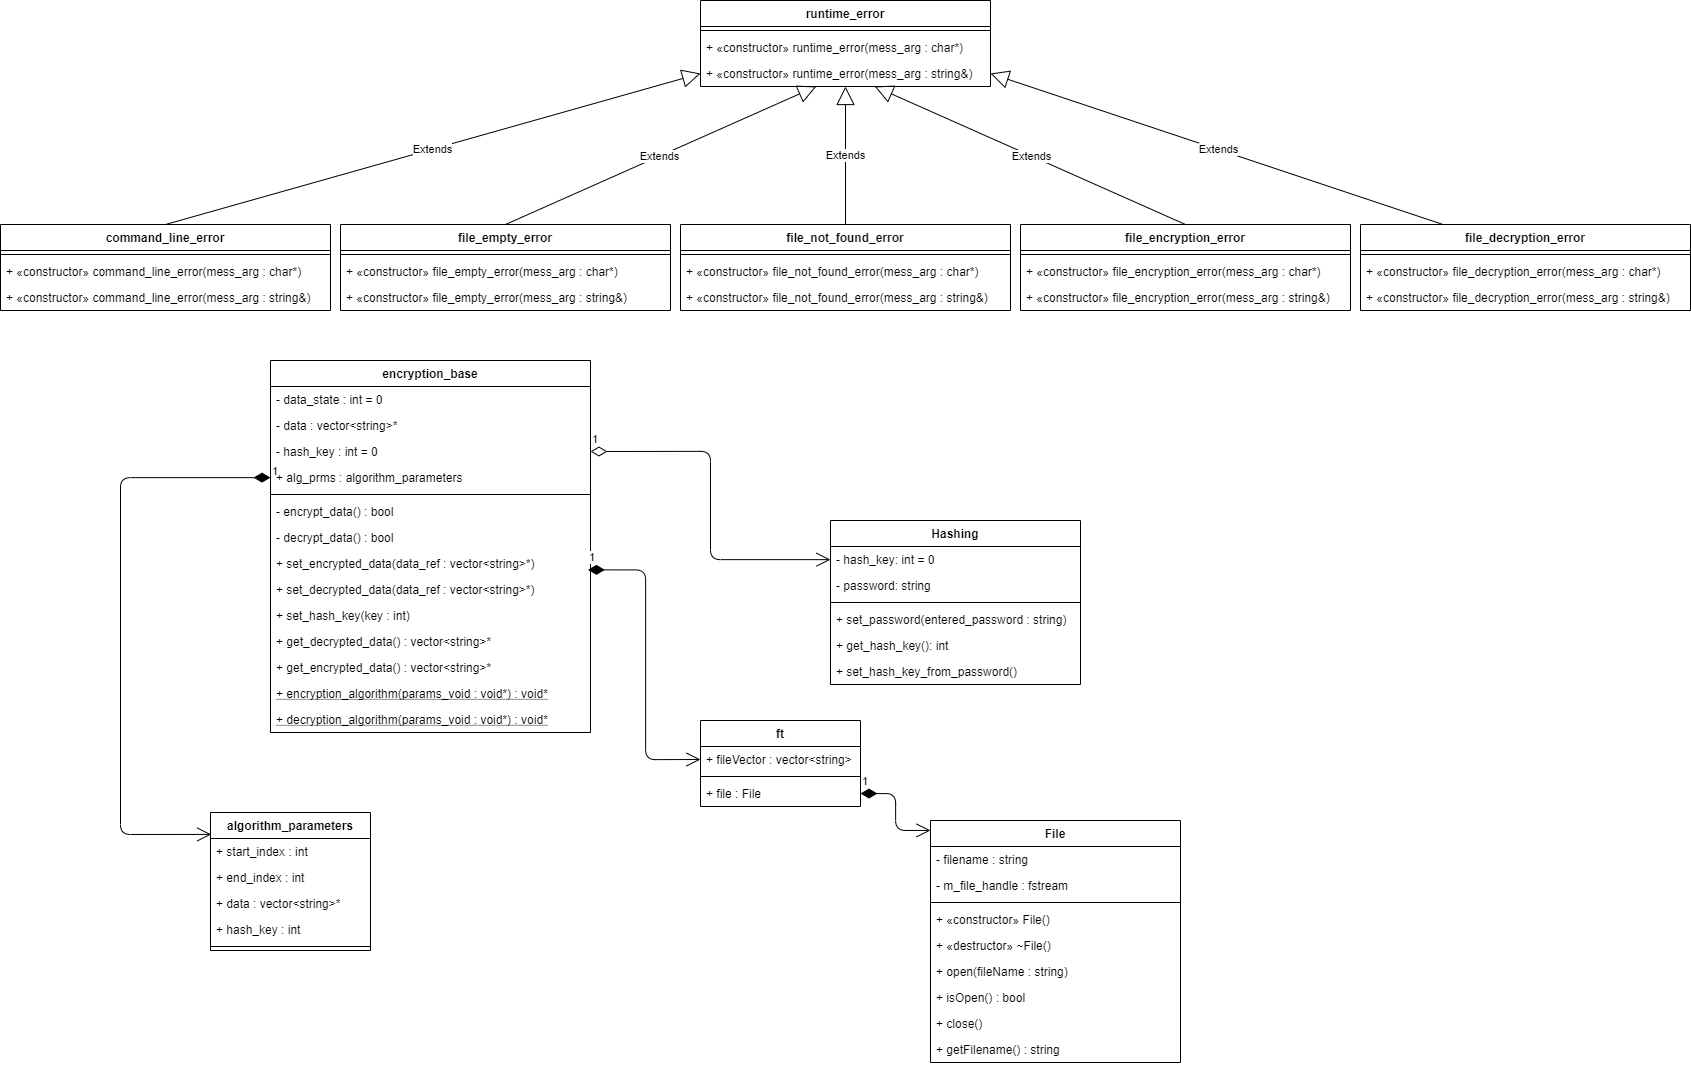 runtime_error
+ «constructor» runtime_error(mess_arg : char*)
+ «constructor» runtime_error(mess_arg : string&)
Extends
Extends
Extends
Extends
Extends
command_line_error
+ «constructor» command_line_error(mess_arg : char*)
+ «constructor» command_line_error(mess_arg : string&)
file_empty_error
+ «constructor» file_empty_error(mess_arg : char*)
+ «constructor» file_empty_error(mess_arg : string&)
file_not_found_error
+ «constructor» file_not_found_error(mess_arg : char*)
+ «constructor» file_not_found_error(mess_arg : string&)
file_encryption_error
+ «constructor» file_encryption_error(mess_arg : char*)
+ «constructor» file_encryption_error(mess_arg : string&)
file_decryption_error
+ «constructor» file_decryption_error(mess_arg : char*)
+ «constructor» file_decryption_error(mess_arg : string&)
encryption_base
- data_state : int = 0
- data : vector<string>*
- hash_key : int = 0
+ alg_prms : algorithm_parameters
- encrypt_data() : bool
- decrypt_data() : bool
+ set_encrypted_data(data_ref : vector<string>*)
+ set_decrypted_data(data_ref : vector<string>*)
+ set_hash_key(key : int)
+ get_decrypted_data() : vector<string>*
+ get_encrypted_data() : vector<string>*
+ encryption_algorithm(params_void : void*) : void*
+ decryption_algorithm(params_void : void*) : void*
1
1
1
Hashing
- hash_key: int = 0
- password: string
+ set_password(entered_password : string)
+ get_hash_key(): int
+ set_hash_key_from_password()
ft
+ fileVector : vector<string>
+ file : File
1
algorithm_parameters
+ start_index : int
+ end_index : int
+ data : vector<string>*
+ hash_key : int
File
- filename : string
- m_file_handle : fstream
+ «constructor» File()
+ «destructor» ~File()
+ open(fileName : string)
+ isOpen() : bool
+ close()
+ getFilename() : string